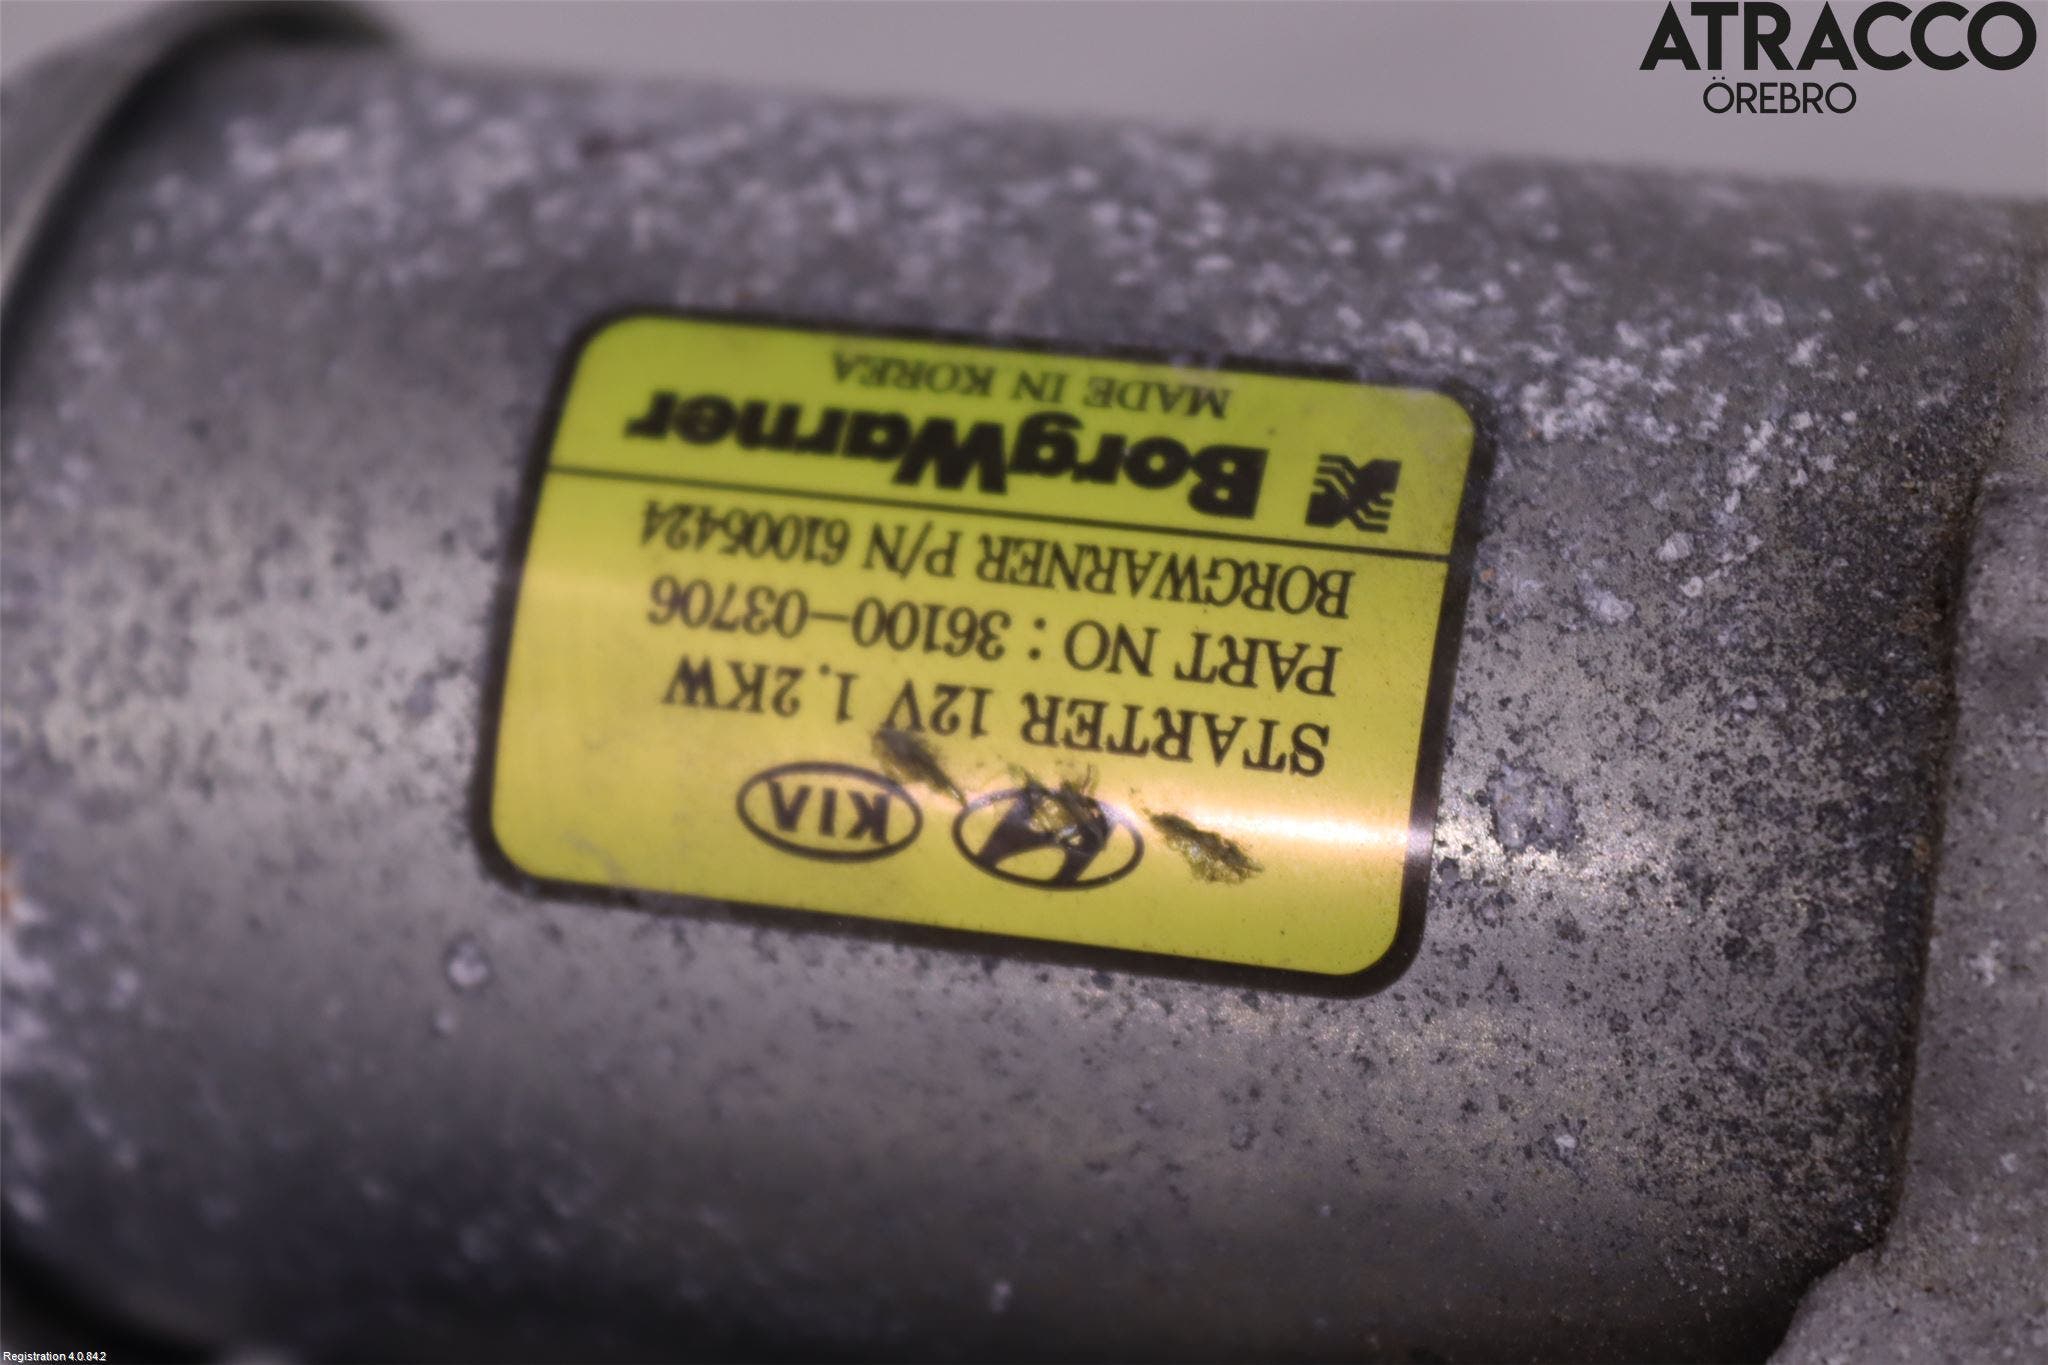 ATRACCO
ÖREBRO
KIA
STARTER 12V 1.2KW
PART NO : 36100-03706
BORGWARNER P/N 61005424
BorgWarner
MADE IN KOREA
Registration 4.0.84.2